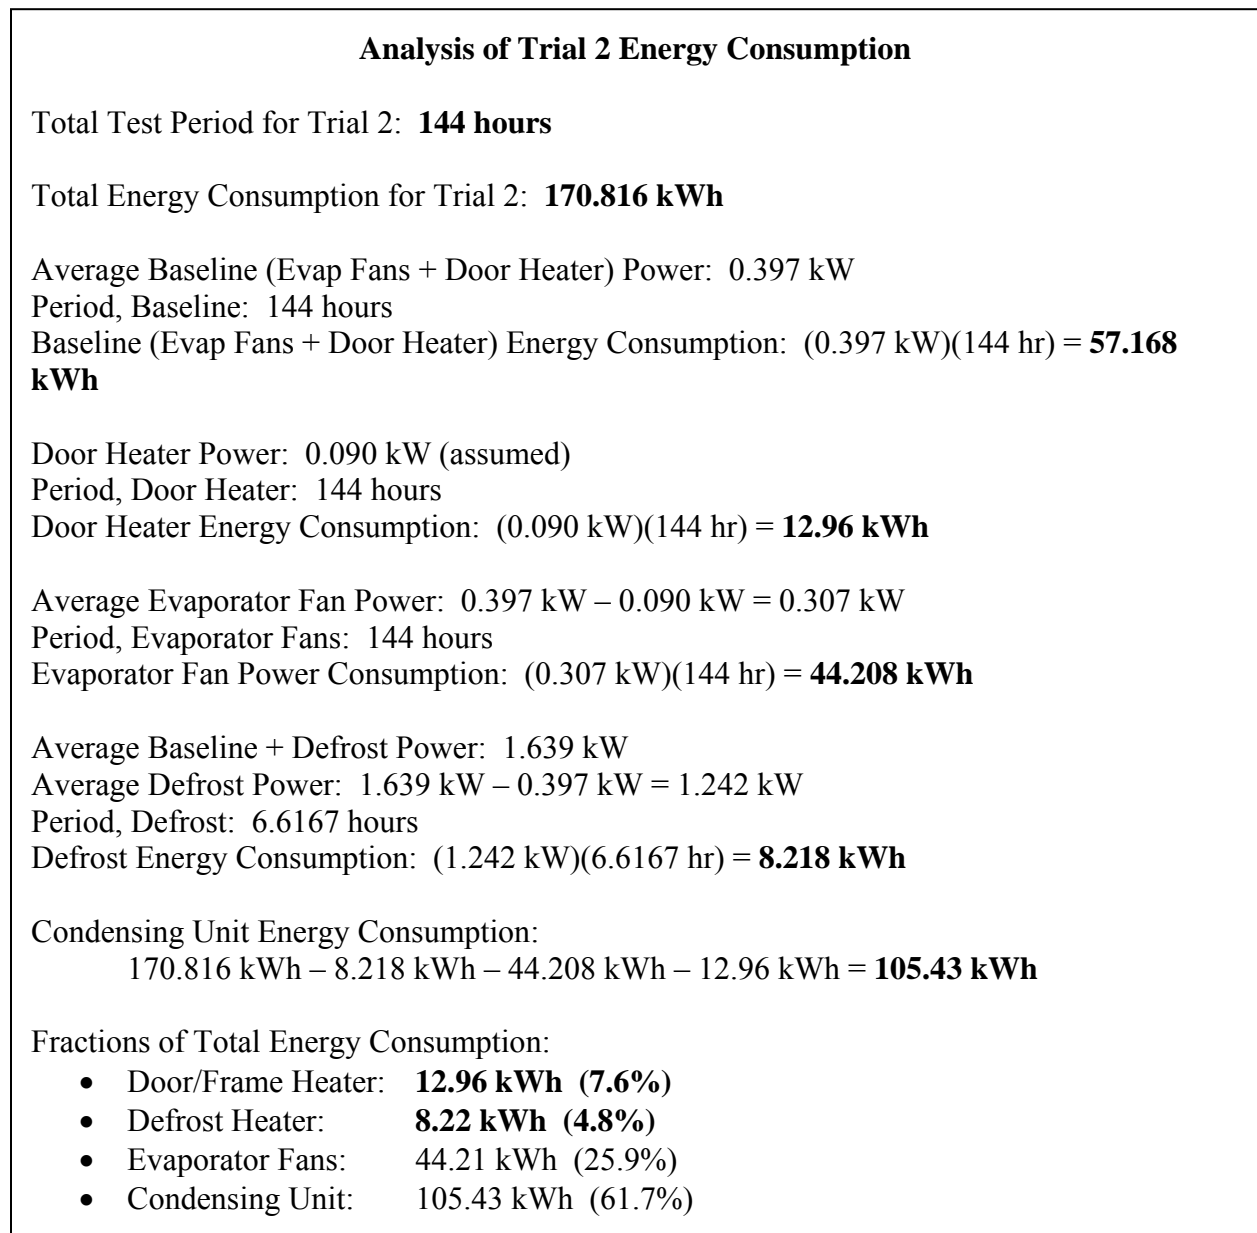 Analysis of Trial 2 Energy Consumption
Total Test Period for Trial 2: 144 hours
Total Energy Consumption for Trial 2: 170.816 kWh
Average Baseline (Evap Fans + Door Heater) Power: 0.397 kW
Period, Baseline: 144 hours
Baseline (Evap Fans + Door Heater) Energy Consumption: (0.397 kW)(144 hr) = 57.168
kWh
Door Heater Power: 0.090 kW (assumed)
Period, Door Heater: 144 hours
Door Heater Energy Consumption: (0.090 kW)(144 hr) = 12.96 kWh
Average Evaporator Fan Power: 0.397 kW – 0.090 kW = 0.307 kW
Period, Evaporator Fans: 144 hours
Evaporator Fan Power Consumption: (0.307 kW)(144 hr) = 44.208 kWh
Average Baseline + Defrost Power: 1.639 kW
Average Defrost Power: 1.639 kW – 0.397 kW = 1.242 kW
Period, Defrost: 6.6167 hours
Defrost Energy Consumption: (1.242 kW)(6.6167 hr) = 8.218 kWh
Condensing Unit Energy Consumption:
170.816 kWh – 8.218 kWh – 44.208 kWh – 12.96 kWh = 105.43 kWh
Fractions of Total Energy Consumption:
• Door/Frame Heater: 12.96 kWh (7.6%)
• Defrost Heater: 8.22 kWh (4.8%)
• Evaporator Fans: 44.21 kWh (25.9%)
• Condensing Unit: 105.43 kWh (61.7%)